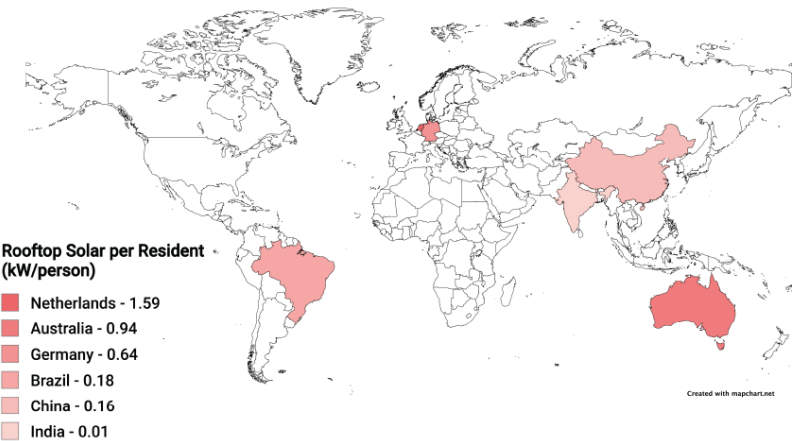 Rooftop Solar per Resident
(kW/person)
Netherlands - 1.59
Australia - 0.94
Germany - 0.64
Brazil - 0.18
China - 0.16
India - 0.01
Created with mapchart.net